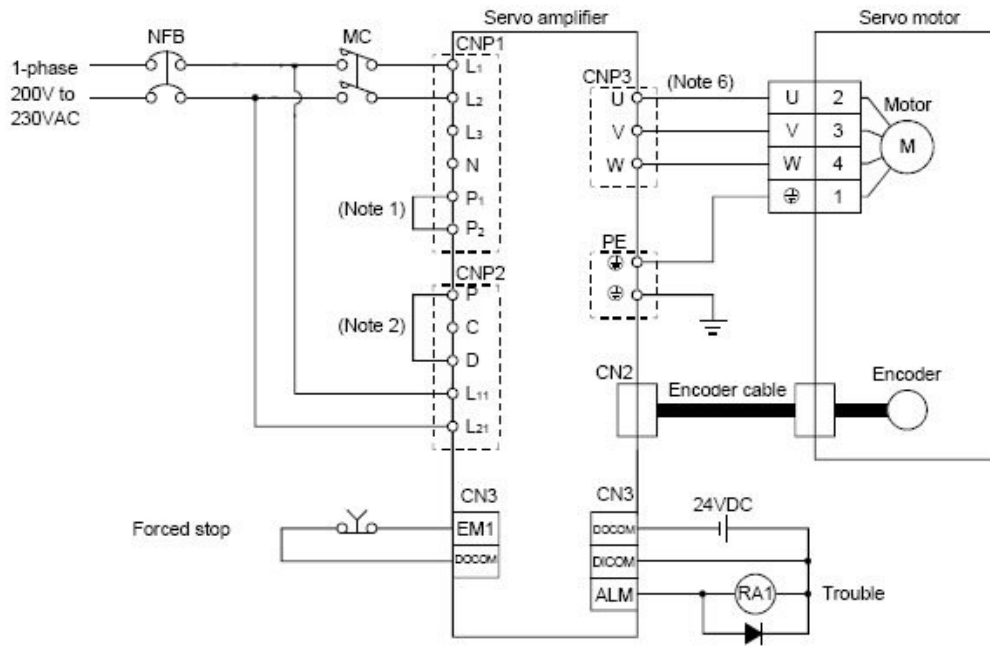 Servo amplifier
Servo motor
NFB
MC
CNP1
1-phase
200V to
230VAC
L1
L2
L3
N
P1
P2
(Note 1)
CNP3
U
V
W
(Note 6)
U 2
V 3
W 4
1
Motor
M
PE
CNP2
P
C
D
L11
L21
(Note 2)
CN2
Encoder cable
Encoder
CN3
EM1
DOCOM
Forced stop
CN3
DOCOM
DICOM
ALM
24VDC
RA1
Trouble